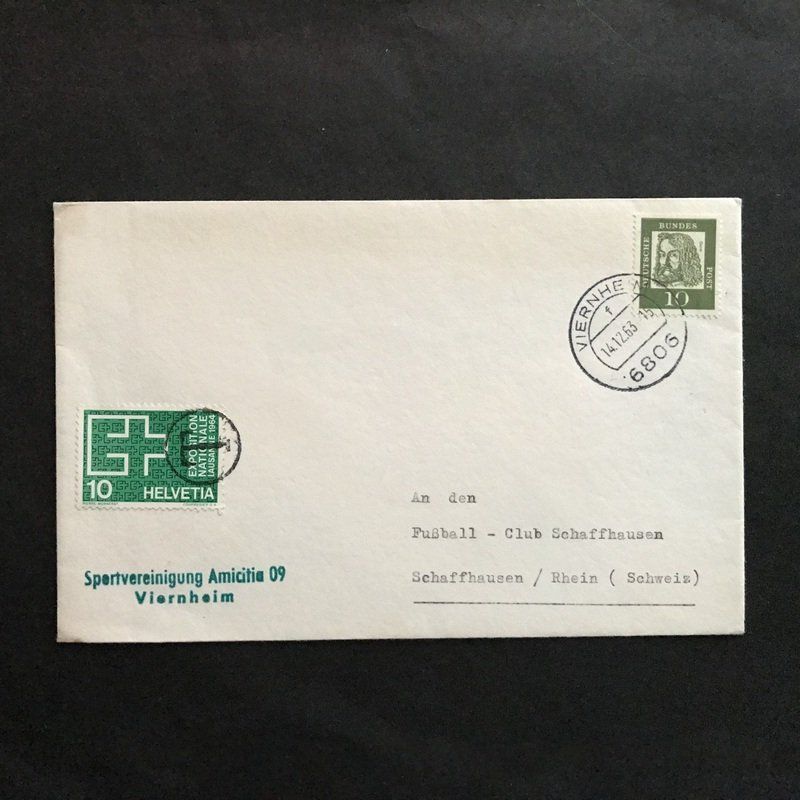 DEUTSCHE BUNDES POST
10
VIERNHEIM
f
14.12.63
6806
EXPOSITION
NATIONALE
LAUSANNE 1964
10 HELVETIA
T
An den
Fußball - Club Schaffhausen
Schaffhausen / Rhein ( Schweiz)
Sportvereinigung Amicitia 09
Viernheim